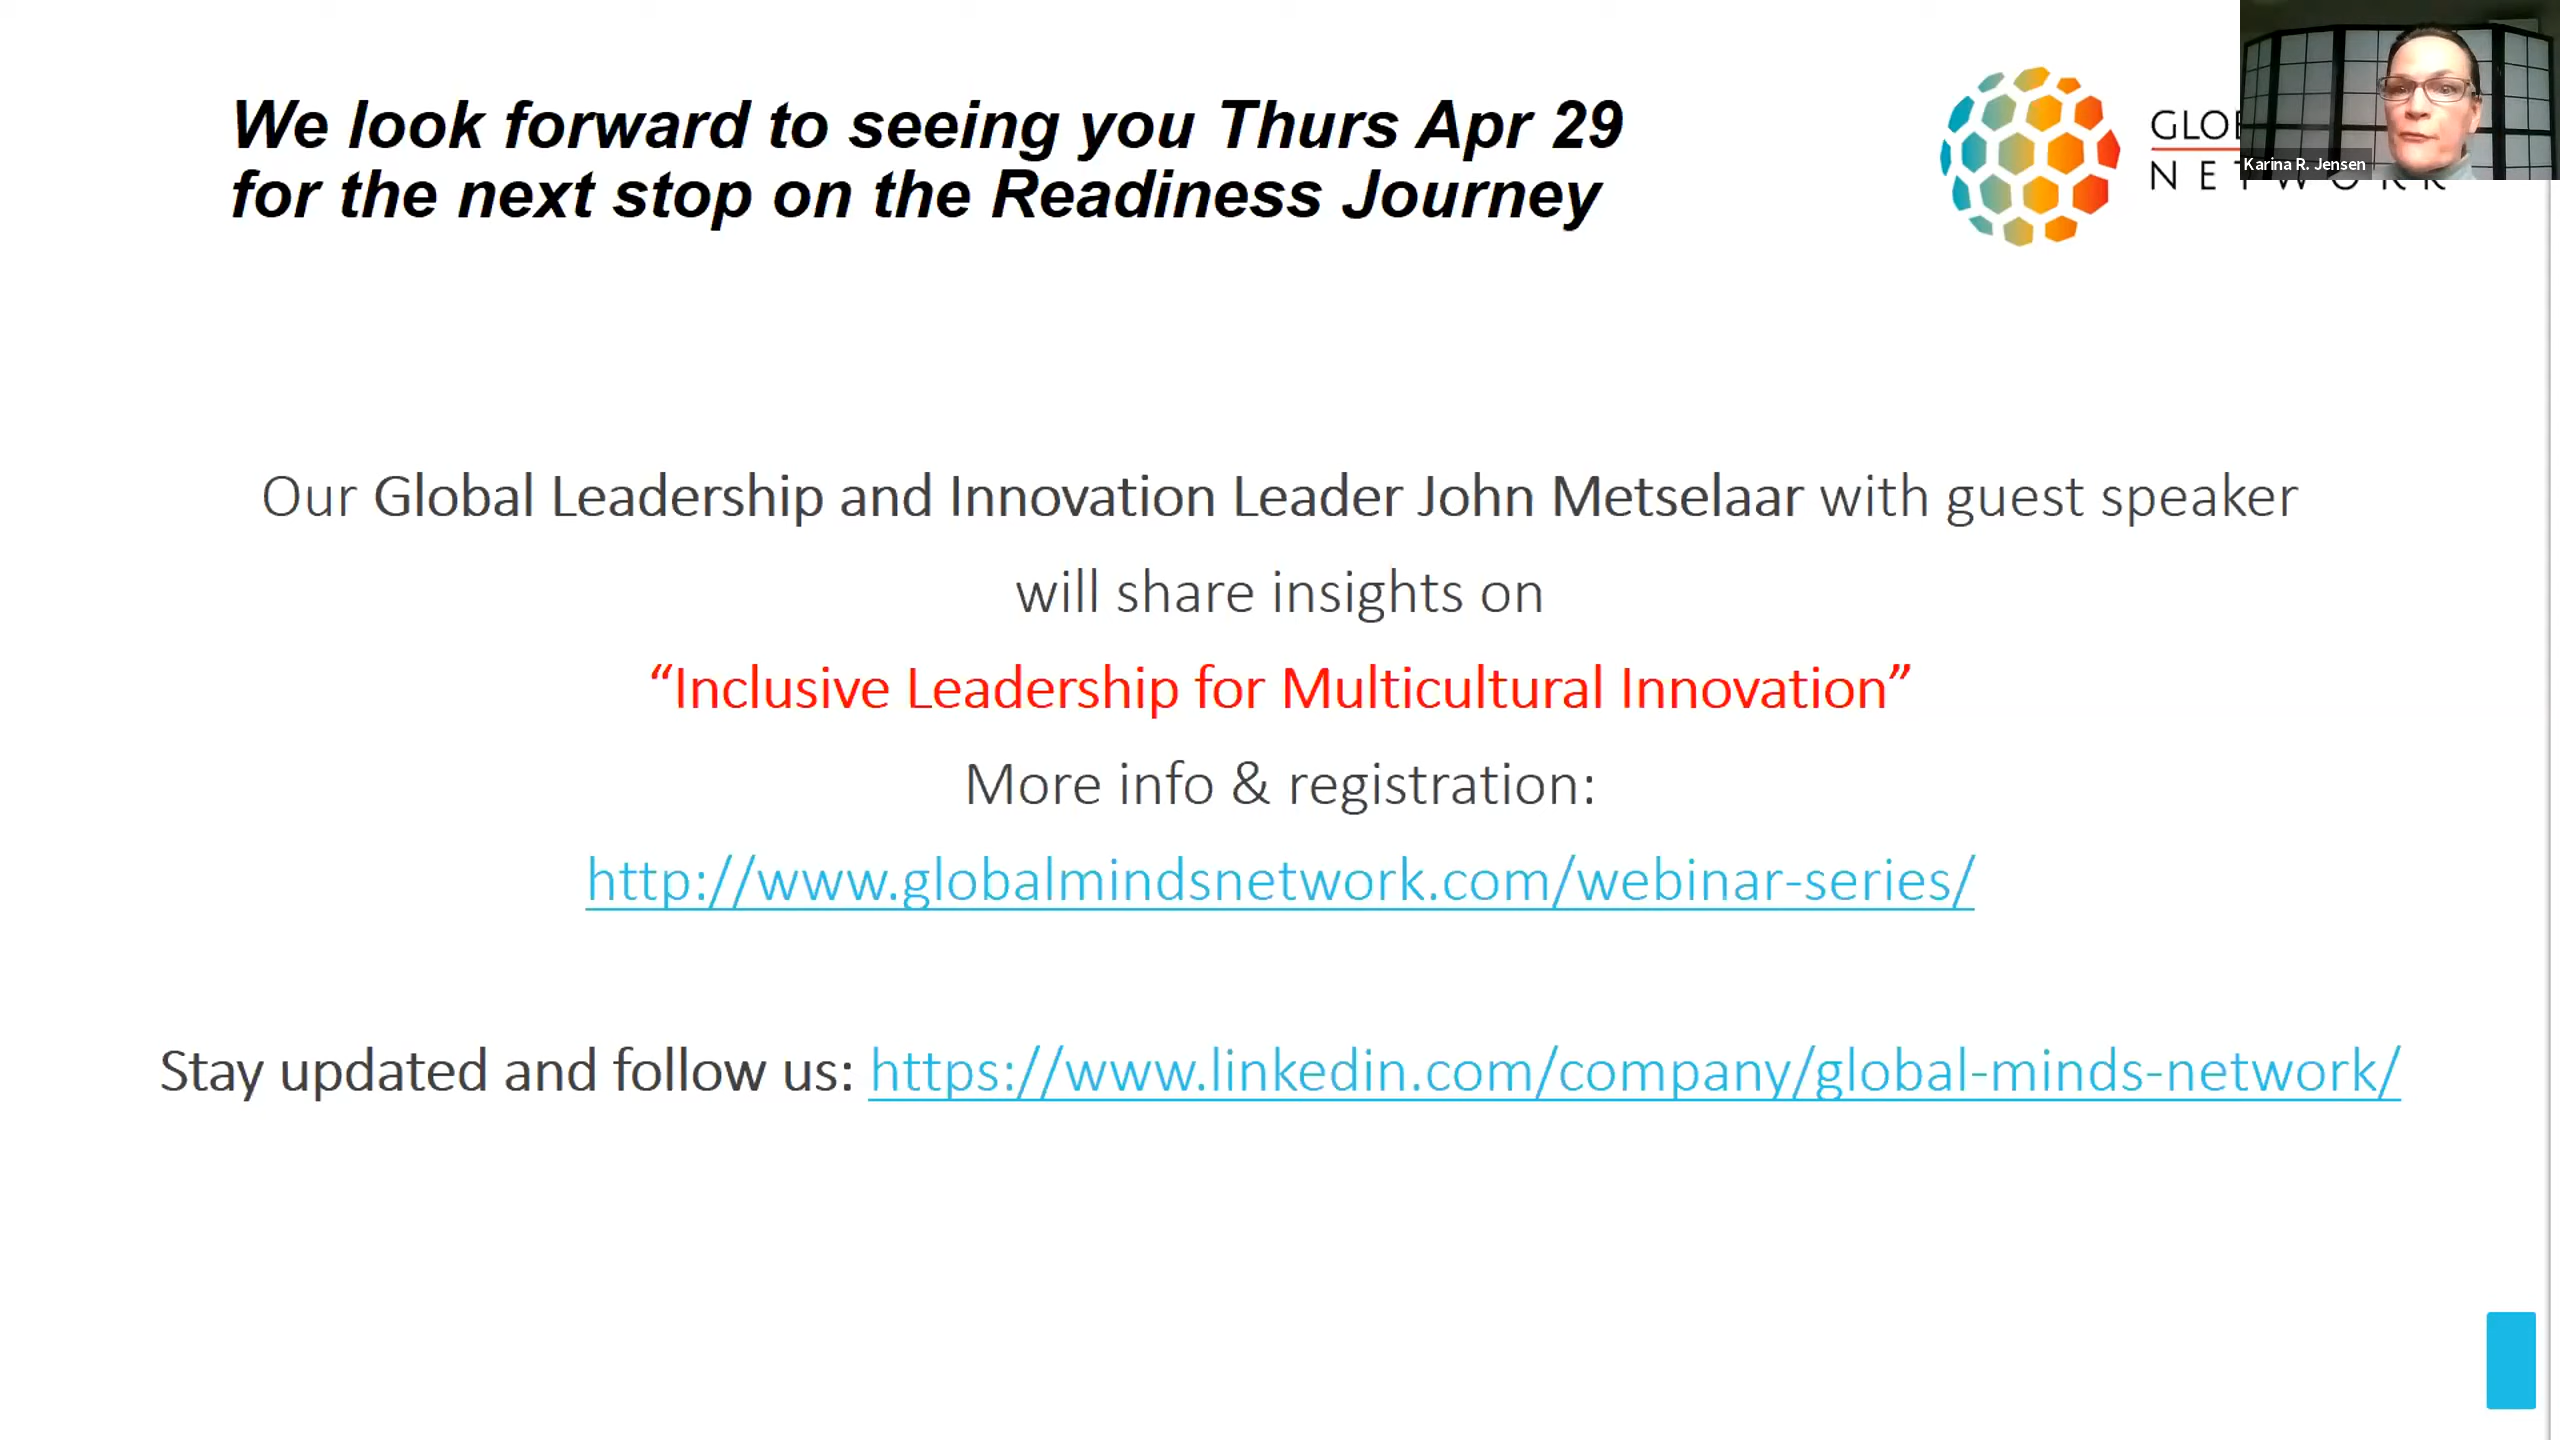 We look forward to seeing you Thurs Apr 29
for the next stop on the Readiness Journey
NETWORK
Karina R. Jensen
Our Global Leadership and Innovation Leader John Metselaar with guest speaker
will share insights on
“Inclusive Leadership for Multicultural Innovation”
More info & registration:
http://www.globalmindsnetwork.com/webinar-series/
Stay updated and follow us: https://www.linkedin.com/company/global-minds-network/